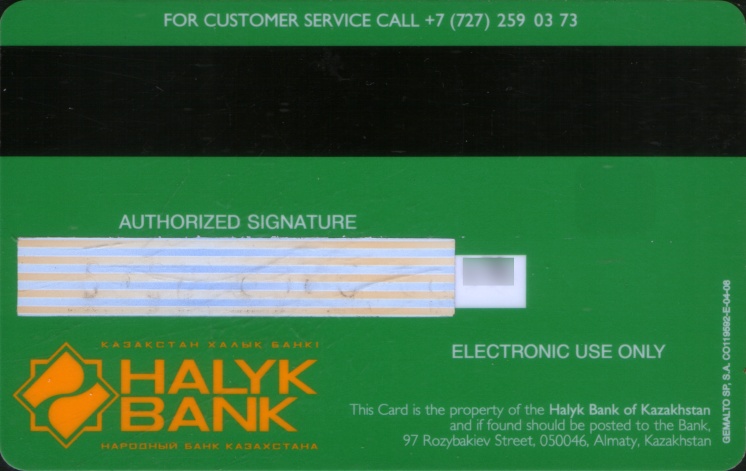 FOR CUSTOMER SERVICE CALL +7 (727) 259 03 73
AUTHORIZED SIGNATURE
ELECTRONIC USE ONLY
ҚАЗАҚСТАН ХАЛЫҚ БАНКІ
HALYK
BANK
НАРОДНЫЙ БАНК КАЗАХСТАНА
This Card is the property of the Halyk Bank of Kazakhstan
and if found should be posted to the Bank,
97 Rozybakiev Street, 050046, Almaty, Kazakhstan
GEMALTO SP, S.A. CO119692-E-04-08